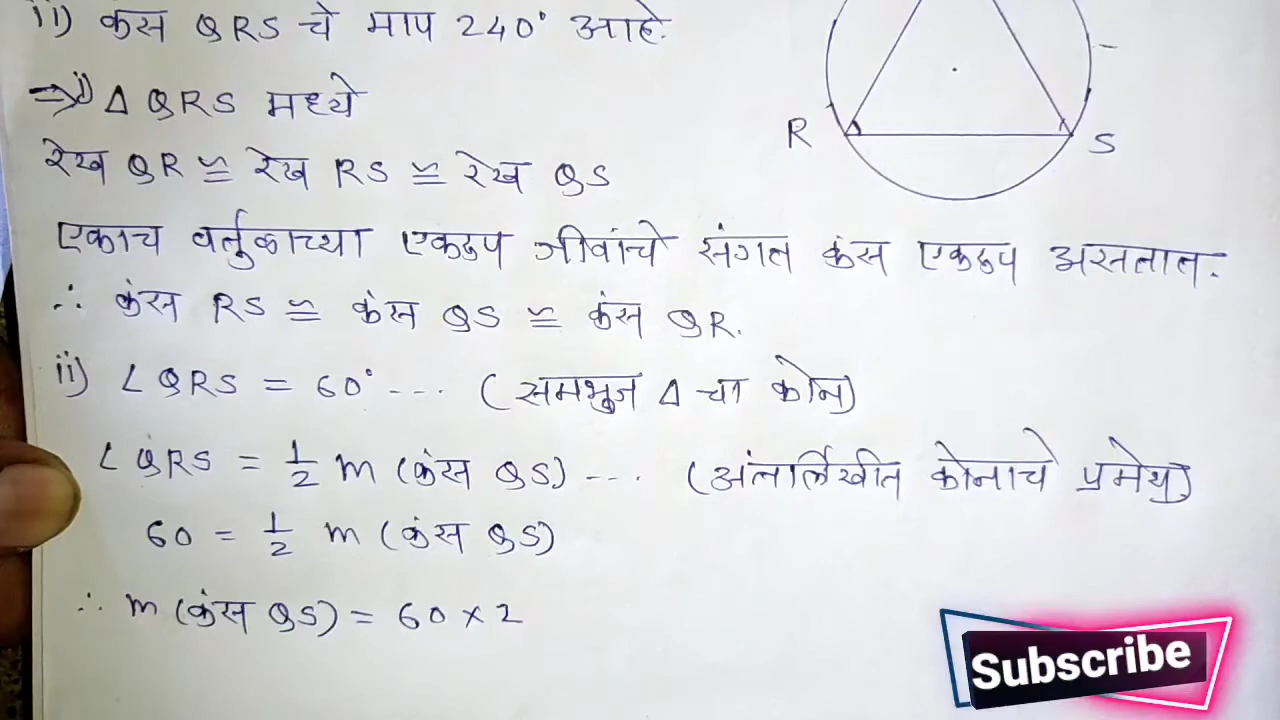 ii) कंस QRS चे माप 240° आहे.
⇒ i) Δ QRS मध्ये
रेख QR ≅ रेख RS ≅ रेख QS
एकाच वर्तुळाच्या एकरूप जीवांचे संगत कंस एकरूप असतात.
∴ कंस RS ≅ कंस QS ≅ कंस QR.
ii) ∠QRS = 60° --- (समभुज Δ चा कोन)
∠QRS = 1/2 m (कंस QS) --- (अंतर्लिखीत कोनाचे प्रमेय)
60 = 1/2 m (कंस QS)
∴ m (कंस QS) = 60 × 2
R
S
Subscribe